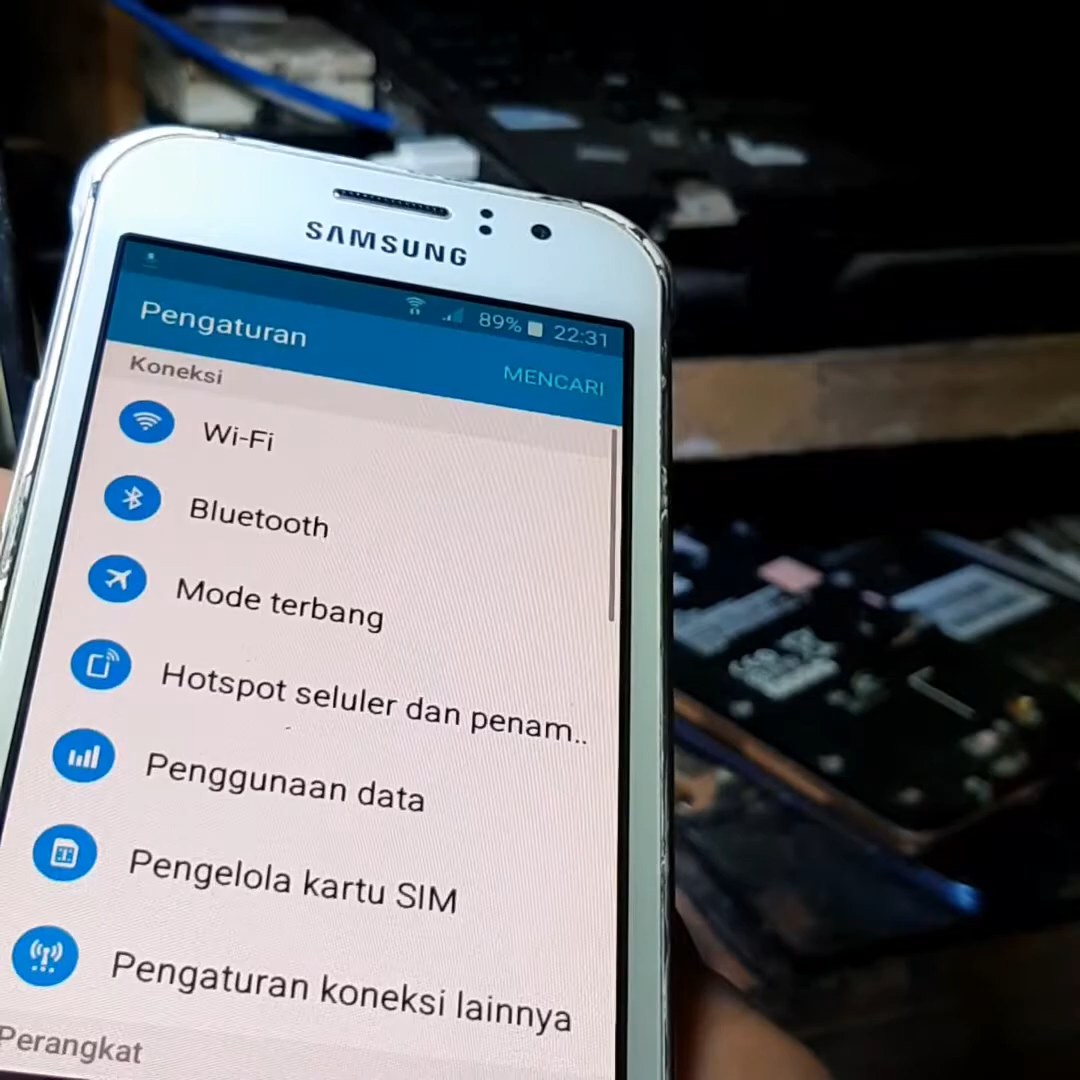 SAMSUNG
89% 22:31
Pengaturan
MENCARI
Koneksi
Wi-Fi
Bluetooth
Mode terbang
Hotspot seluler dan penam..
Penggunaan data
Pengelola kartu SIM
Pengaturan koneksi lainnya
Perangkat